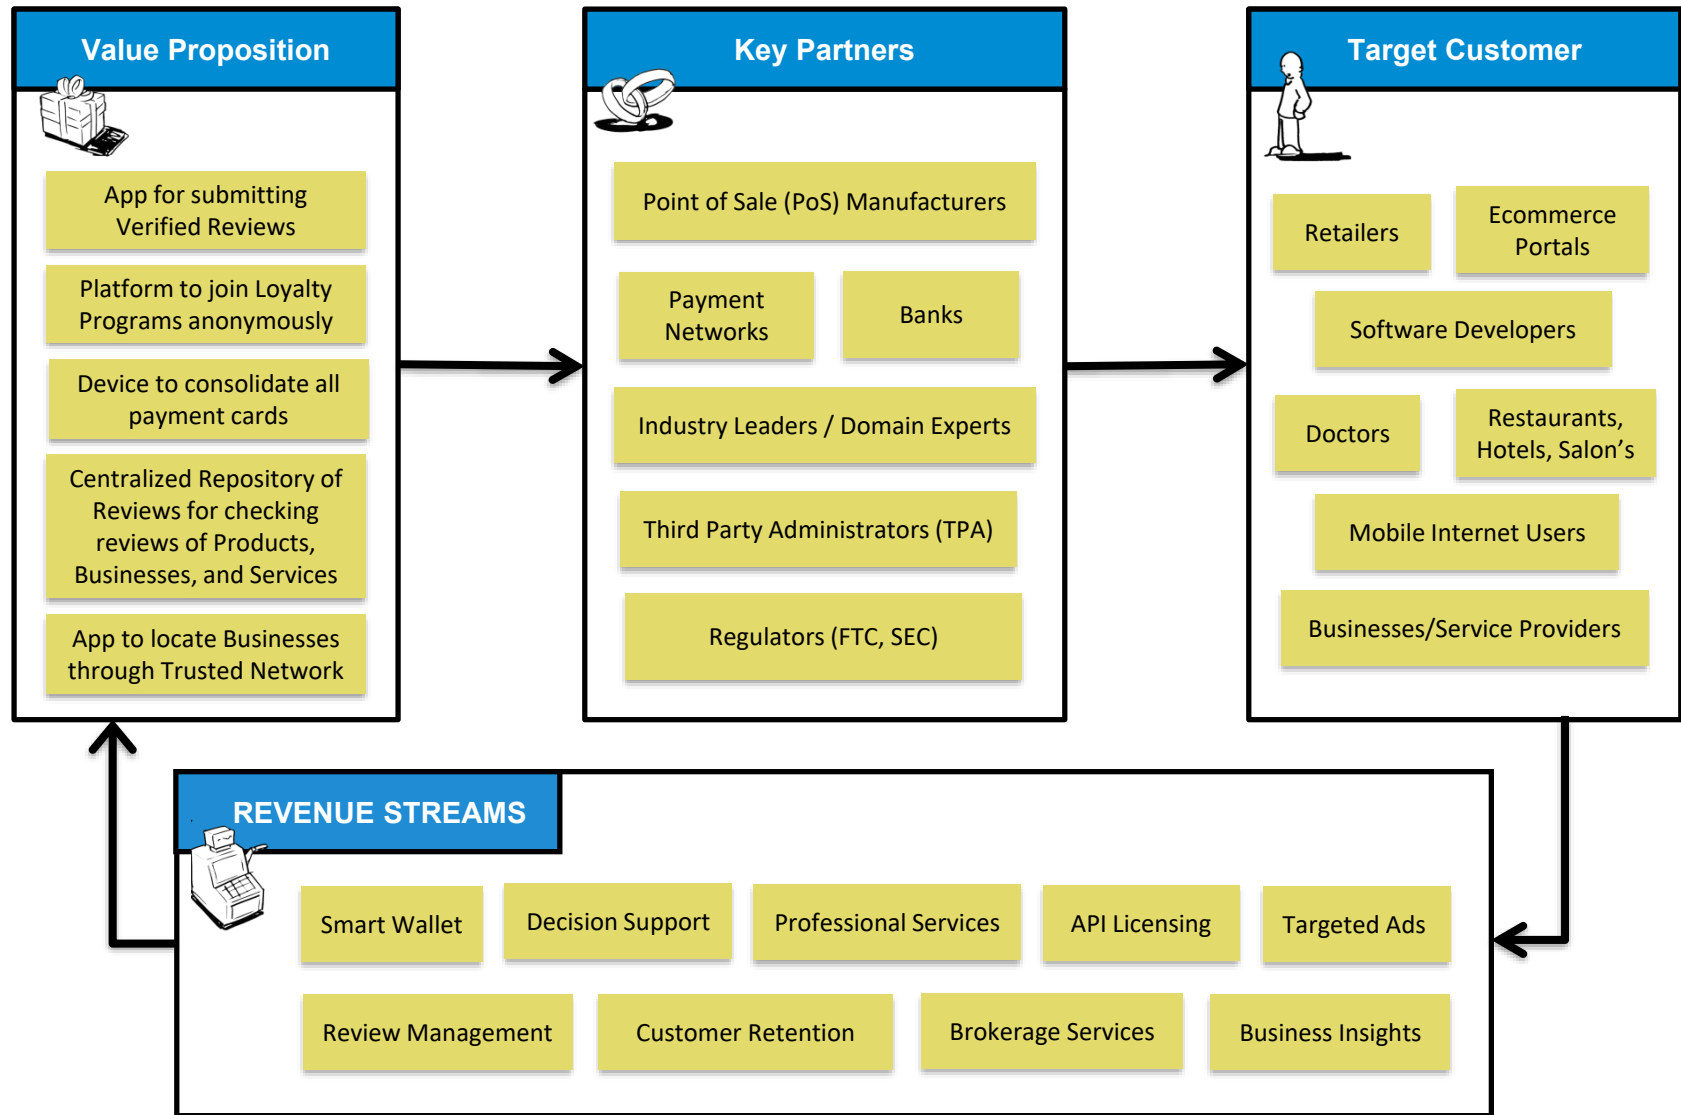 Value Proposition
App for submitting
Verified Reviews
Platform to join Loyalty
Programs anonymously
Device to consolidate all
payment cards
Centralized Repository of
Reviews for checking
reviews of Products,
Businesses, and Services
App to locate Businesses
through Trusted Network
Key Partners
Point of Sale (PoS) Manufacturers
Payment
Networks
Banks
Industry Leaders / Domain Experts
Third Party Administrators (TPA)
Regulators (FTC, SEC)
Target Customer
Retailers
Ecommerce
Portals
Software Developers
Doctors
Restaurants,
Hotels, Salon’s
Mobile Internet Users
Businesses/Service Providers
REVENUE STREAMS
Smart Wallet
Decision Support
Professional Services
API Licensing
Targeted Ads
Review Management
Customer Retention
Brokerage Services
Business Insights